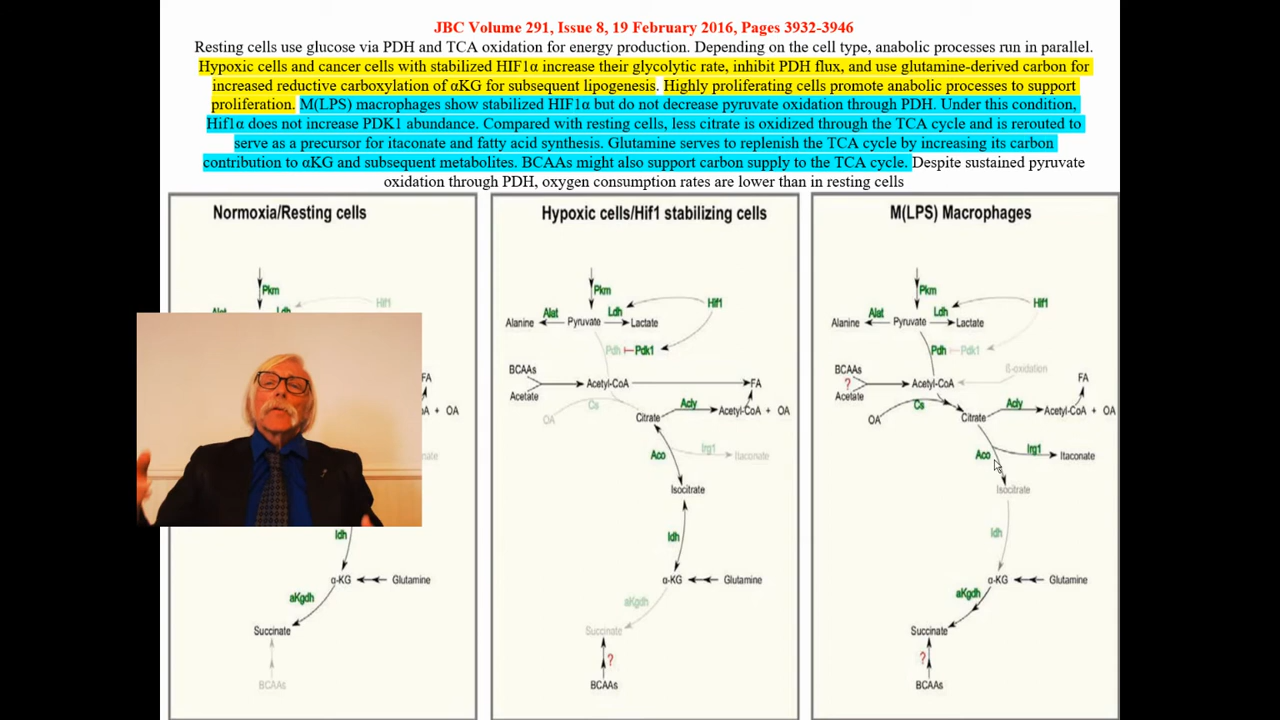 JBC Volume 291, Issue 8, 19 February 2016, Pages 3932-3946
Resting cells use glucose via PDH and TCA oxidation for energy production. Depending on the cell type, anabolic processes run in parallel.
Hypoxic cells and cancer cells with stabilized HIF1α increase their glycolytic rate, inhibit PDH flux, and use glutamine-derived carbon for
increased reductive carboxylation of αKG for subsequent lipogenesis. Highly proliferating cells promote anabolic processes to support
proliferation. M(LPS) macrophages show stabilized HIF1α but do not decrease pyruvate oxidation through PDH. Under this condition,
Hif1α does not increase PDK1 abundance. Compared with resting cells, less citrate is oxidized through the TCA cycle and is rerouted to
serve as a precursor for itaconate and fatty acid synthesis. Glutamine serves to replenish the TCA cycle by increasing its carbon
contribution to αKG and subsequent metabolites. BCAAs might also support carbon supply to the TCA cycle. Despite sustained pyruvate
oxidation through PDH, oxygen consumption rates are lower than in resting cells
Normoxia/Resting cells
Pkm
Hif1
FA
+ OA
Idh
α-KG
Glutamine
aKgdh
Succinate
BCAAs
Hypoxic cells/Hif1 stabilizing cells
Pkm
Hif1
Alat
Ldh
Alanine
Pyruvate
Lactate
Pdh
Pdk1
BCAAs
Acetyl-CoA
FA
Acetate
Cs
Acly
OA
Citrate
Acetyl-CoA + OA
Aco
Irg1
Itaconate
Isocitrate
Idh
α-KG
Glutamine
aKgdh
Succinate
?
BCAAs
M(LPS) Macrophages
Pkm
Hif1
Alat
Ldh
Alanine
Pyruvate
Lactate
Pdh
Pdk1
BCAAs
ß-oxidation
?
Acetyl-CoA
FA
Acetate
Cs
Acly
OA
Citrate
Acetyl-CoA + OA
Aco
Irg1
Itaconate
Isocitrate
Idh
α-KG
Glutamine
aKgdh
Succinate
?
BCAAs